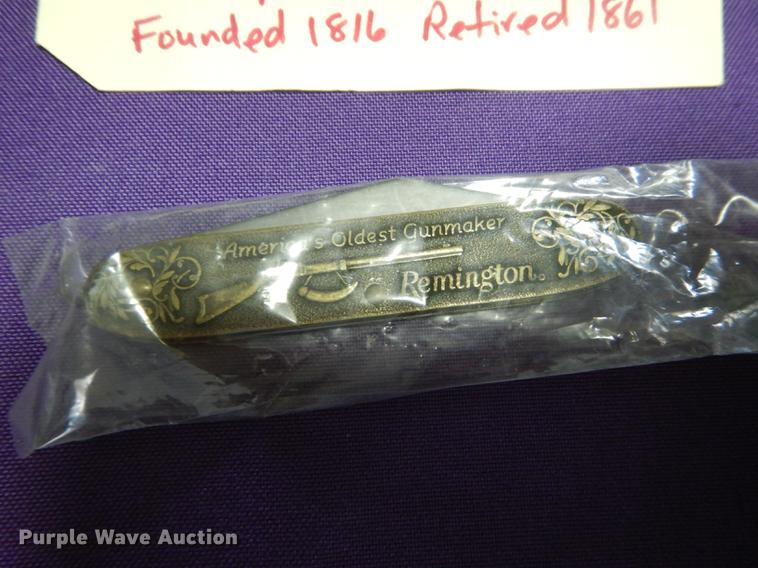 Founded 1816 Retired 1861
America's Oldest Gunmaker
Remington
Purple Wave Auction